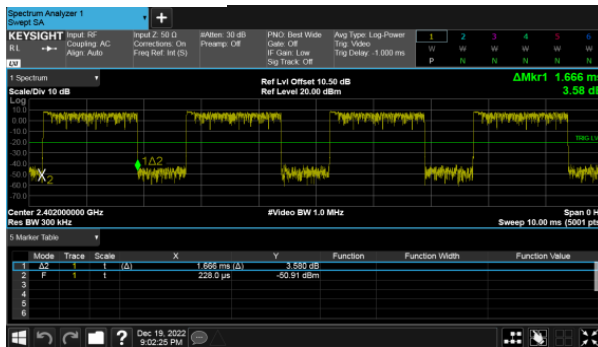 Spectrum Analyzer 1
Swept SA
+
KEYSIGHT Input: RF Input Z: 50 Ω #Atten: 30 dB PNO: Best Wide Avg Type: Log-Power 1 2 3 4 5 6
RL Coupling: AC Corrections: On Preamp: Off Gate: Off Trig: Video W W W W W W
Align: Auto Freq Ref: Int (S) IF Gain: Low Trig Delay: -1.000 ms P N N N N N
LXI Sig Track: Off
1 Spectrum
ΔMkr1 1.666 ms
Ref Lvl Offset 10.50 dB
Scale/Div 10 dB Ref Level 20.00 dBm 3.58 dB
Log
10.0
0.00
-10.0
-20.0 TRIG LV
-30.0
-40.0 1Δ2
-50.0 X2
-60.0
-70.0
Center 2.402000000 GHz #Video BW 1.0 MHz Span 0 H
Res BW 300 kHz Sweep 10.00 ms (5001 pts
5 Marker Table
Mode Trace Scale X Y Function Function Width Function Value
1 Δ2 1 t (Δ) 1.666 ms (Δ) 3.580 dB
2 F 1 t 228.0 µs -50.91 dBm
3
4
5
6
? Dec 19, 2022
9:02:25 PM